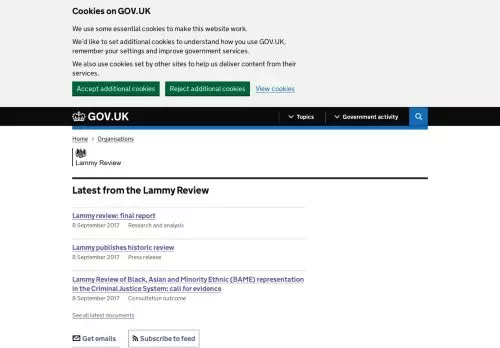 Cookies on GOV.UK
We use some essential cookies to make this website work.
We'd like to set additional cookies to understand how you use GOV.UK,
remember your settings and improve government services.
We also use cookies set by other sites to help us deliver content from their
services.
Accept additional cookies
Reject additional cookies
View cookies
GOV.UK
Topics
Government activity
Home
Organisations
Lammy Review
Latest from the Lammy Review
Lammy review: final report
8 September 2017 Research and analysis
Lammy publishes historic review
8 September 2017 Press release
Lammy Review of Black, Asian and Minority Ethnic (BAME) representation
in the Criminal Justice System: call for evidence
8 September 2017 Consultation outcome
See all latest documents
Get emails
Subscribe to feed